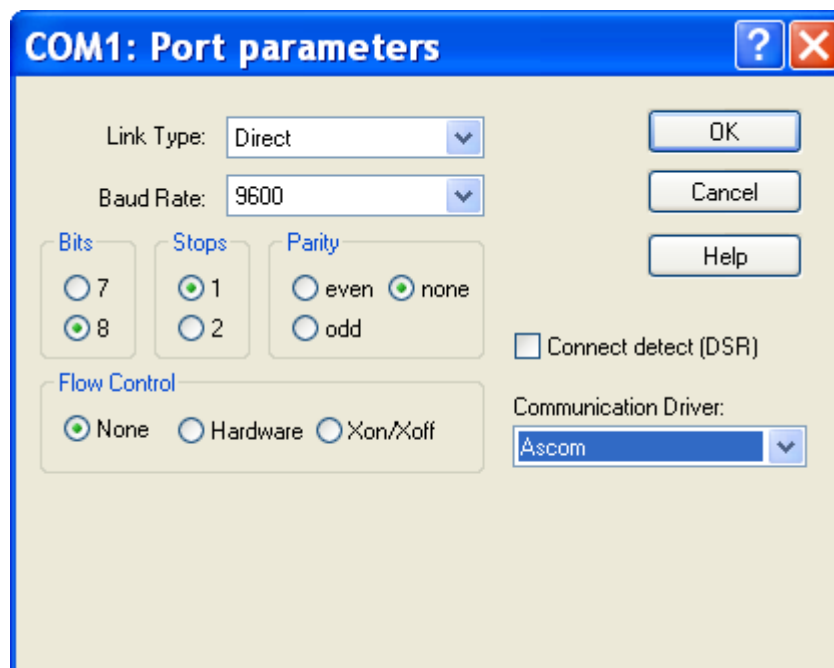 COM1: Port parameters
Link Type: Direct
OK
Baud Rate: 9600
Cancel
Help
Bits
7
8
Stops
1
2
Parity
even none
odd
Connect detect (DSR)
Flow Control
None Hardware Xon/Xoff
Communication Driver:
Ascom